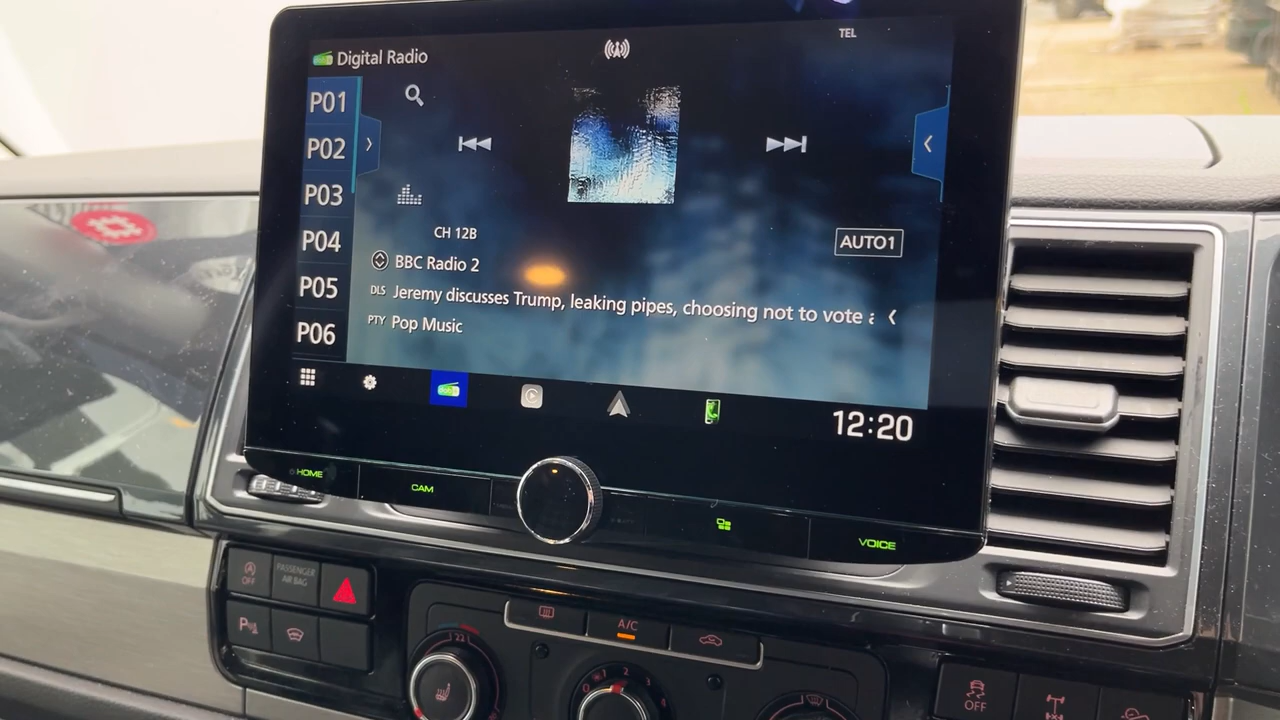 Digital Radio
TEL
P01
P02
P03
P04
P05
P06
CH 12B
AUTO1
BBC Radio 2
DLS Jeremy discusses Trump, leaking pipes, choosing not to vote
PTY Pop Music
12:20
HOME
CAM
VOICE
OFF
PASSENGER
AIR BAG
A/C
22
OFF